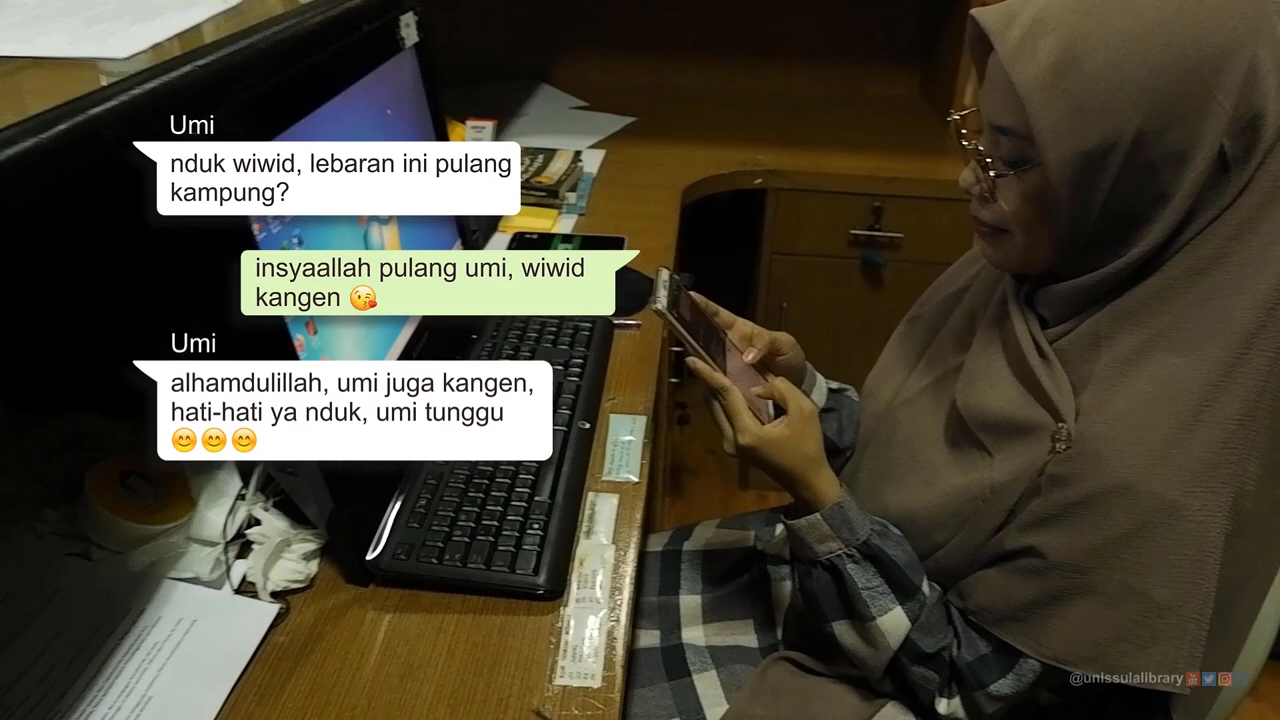 Umi
nduk wiwid, lebaran ini pulang
kampung?
insyaallah pulang umi, wiwid
kangen 😘
Umi
alhamdulillah, umi juga kangen,
hati-hati ya nduk, umi tunggu
😊😊😊
@unissulalibrary